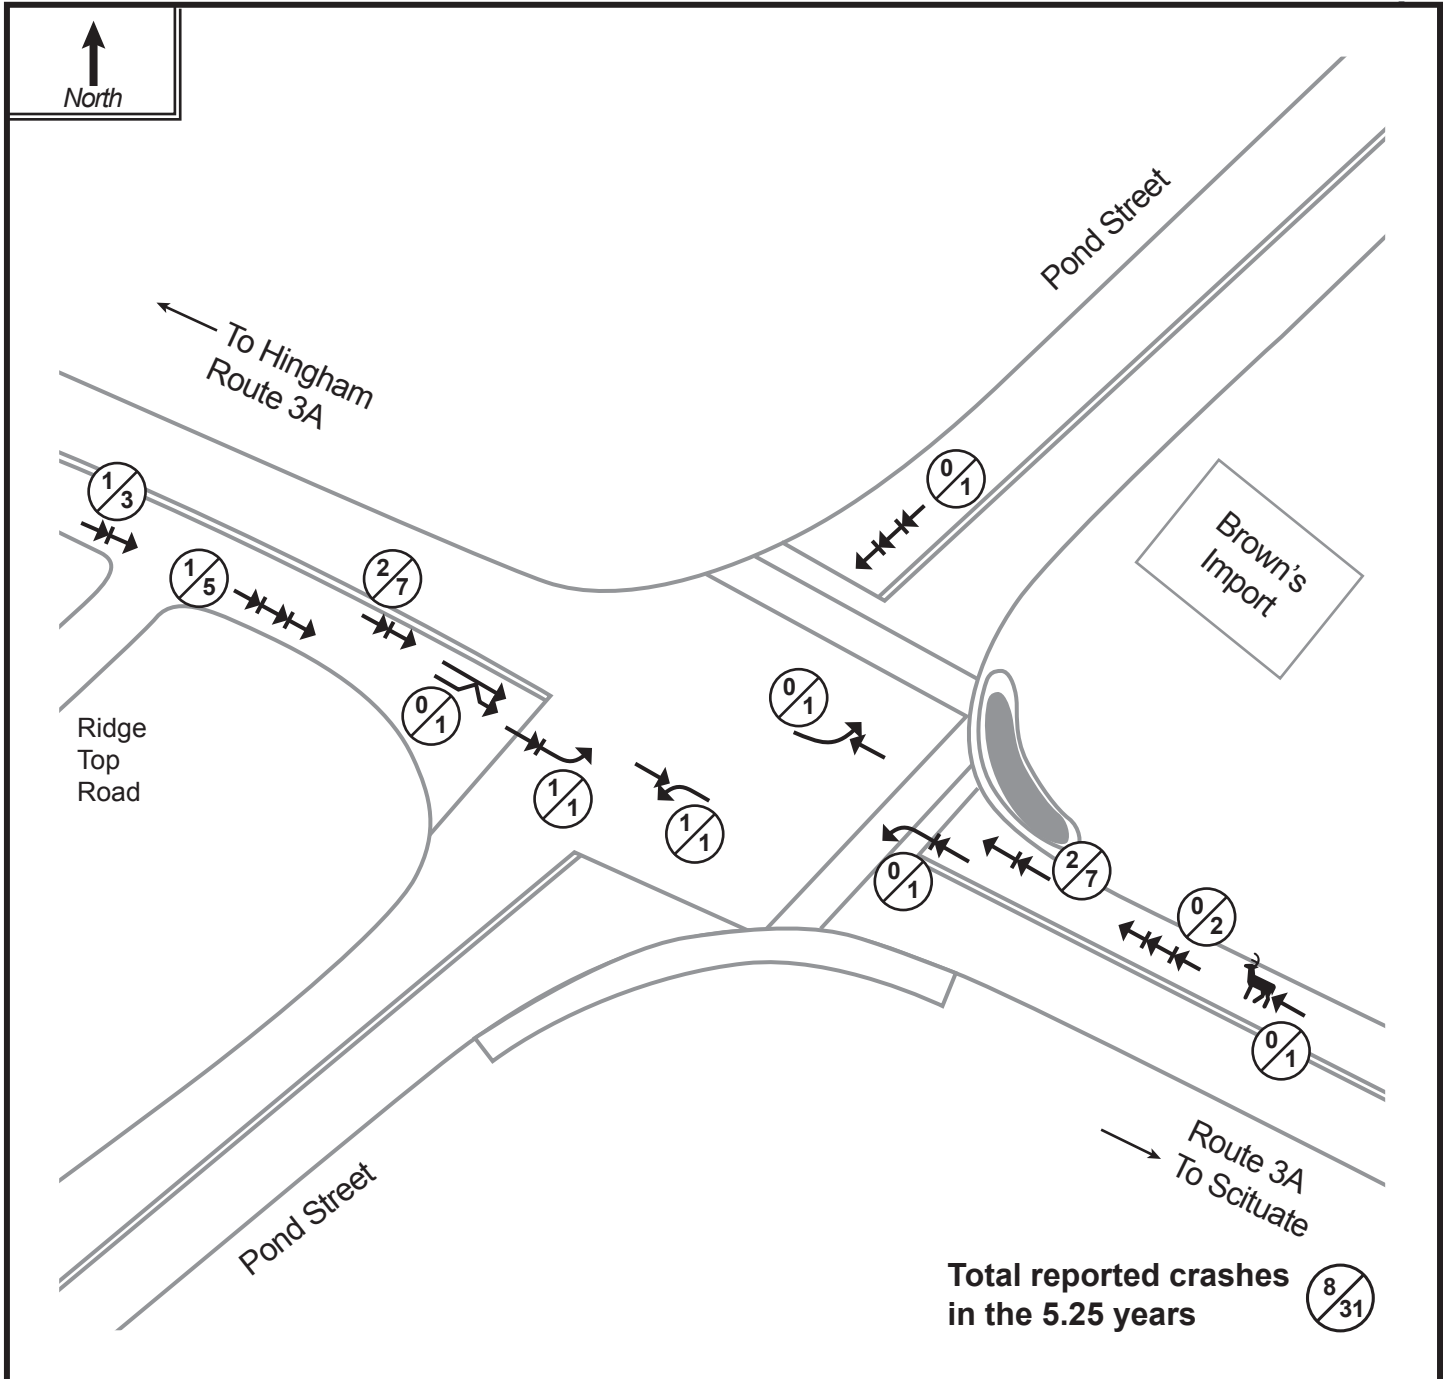 North
Pond Street
To Hingham
Route 3A
0/1
1/3
Brown's
Import
1/5
2/7
0/1
0/1
Ridge
Top
Road
1/1
1/1
0/1
2/7
0/2
0/1
Route 3A
To Scituate
Pond Street
Total reported crashes
in the 5.25 years
8/31